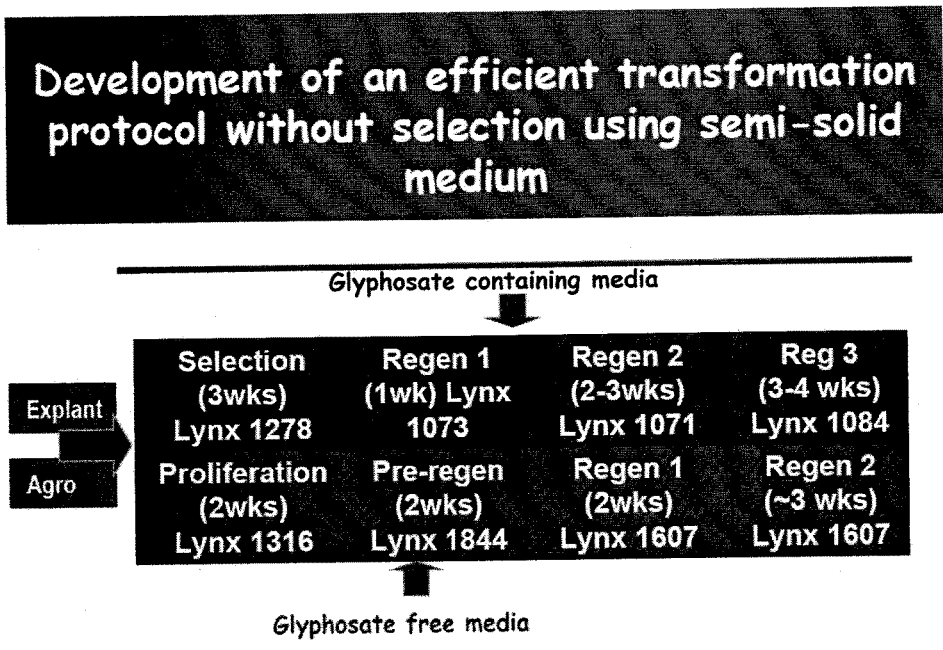 Development of an efficient transformation
protocol without selection using semi-solid
medium
Glyphosate containing media
Explant
Agro
Selection
(3wks)
Lynx 1278
Regen 1
(1wk) Lynx
1073
Regen 2
(2-3wks)
Lynx 1071
Reg 3
(3-4 wks)
Lynx 1084
Proliferation
(2wks)
Lynx 1316
Pre-regen
(2wks)
Lynx 1844
Regen 1
(2wks)
Lynx 1607
Regen 2
(~3 wks)
Lynx 1607
Glyphosate free media